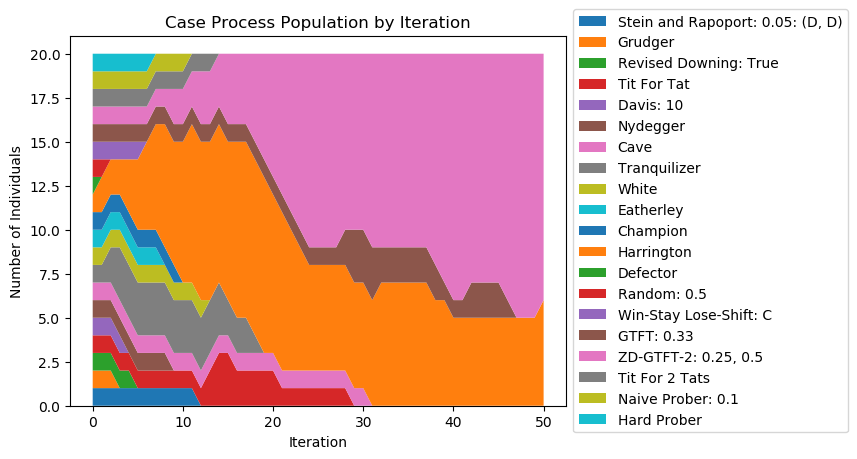 Case Process Population by Iteration
Number of Individuals
20.0
17.5
15.0
12.5
10.0
7.5
5.0
2.5
0.0
0
10
20
30
40
50
Iteration
Stein and Rapoport: 0.05: (D, D)
Grudger
Revised Downing: True
Tit For Tat
Davis: 10
Nydegger
Cave
Tranquilizer
White
Eatherley
Champion
Harrington
Defector
Random: 0.5
Win-Stay Lose-Shift: C
GTFT: 0.33
ZD-GTFT-2: 0.25, 0.5
Tit For 2 Tats
Naive Prober: 0.1
Hard Prober